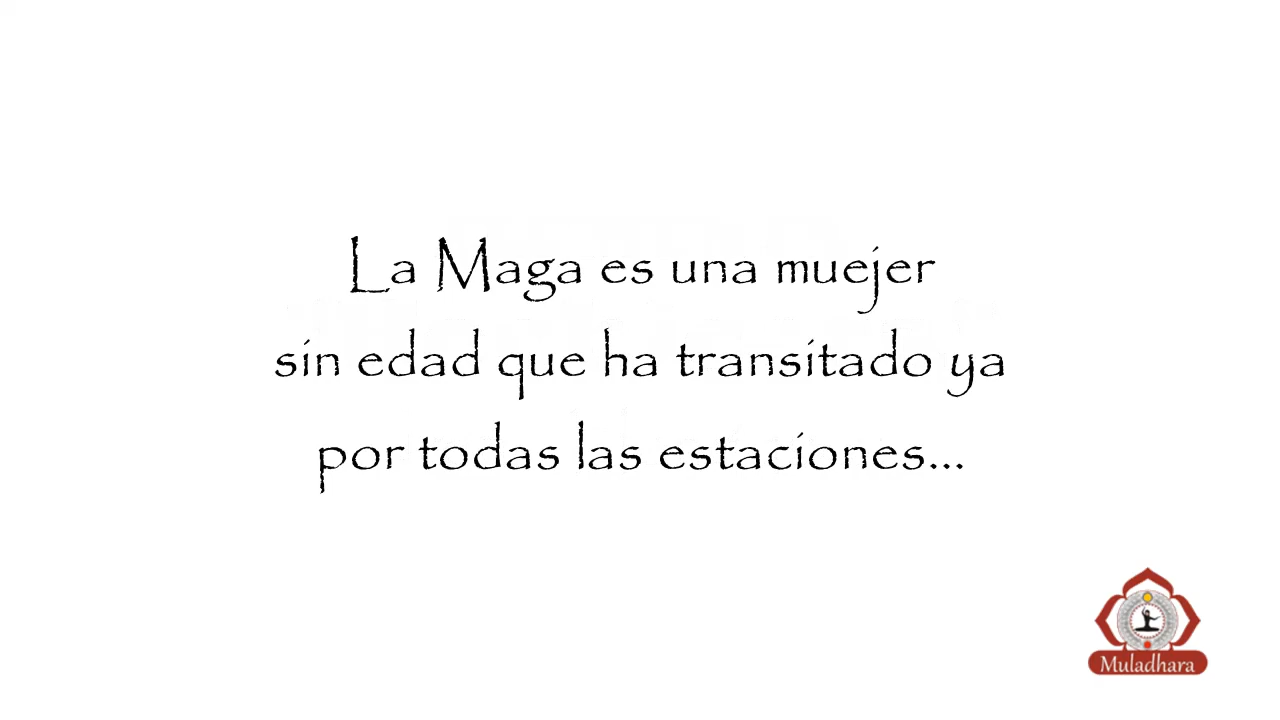 La Maga es una muejer
sin edad que ha transitado ya
por todas las estaciones...
Muladhara